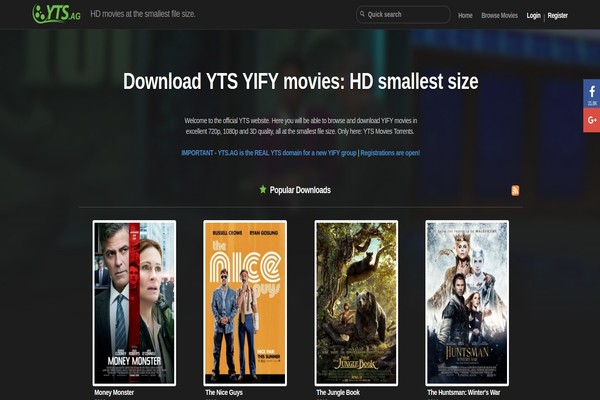 YTS.AG
HD movies at the smallest file size.
Quick search
Home Browse Movies Login | Register
Download YTS YIFY movies: HD smallest size
Welcome to the official YTS website. Here you will be able to browse and download YIFY movies in
excellent 720p, 1080p and 3D quality, all at the smallest file size. Only here: YTS Movies Torrents.
IMPORTANT - YTS.AG is the REAL YTS domain for a new YIFY group | Registrations are open!
Popular Downloads
MONEY MONSTER
RUSSELL CROWE RYAN GOSLING
the
nice
guys
THE
JUNGLE BOOK
THE
HUNTSMAN
WINTER'S WAR
Money Monster
The Nice Guys
The Jungle Book
The Huntsman: Winter's War